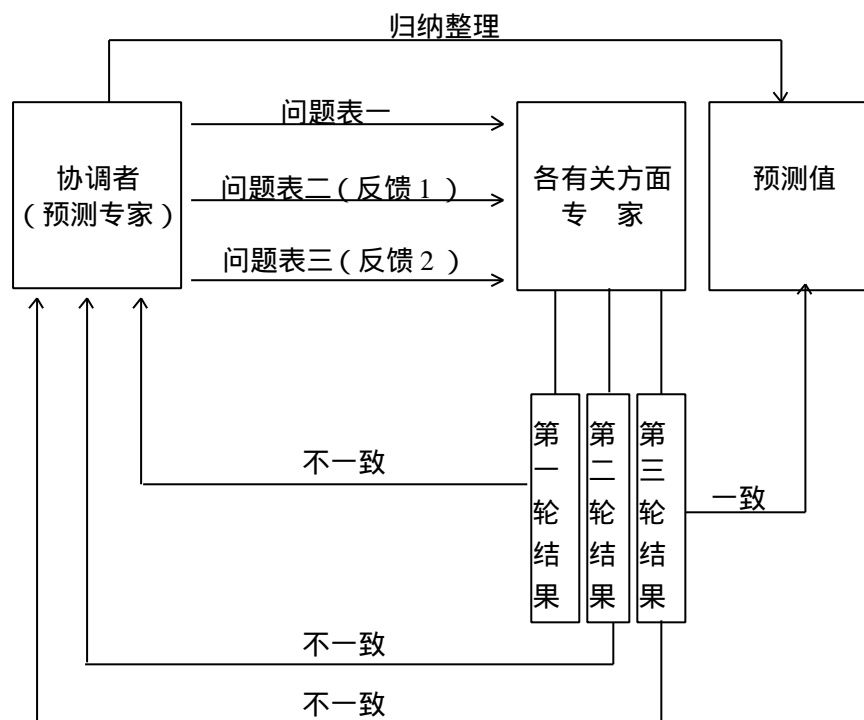 归纳整理
问题表一
协调者
（预测专家）
问题表二（反馈1）
问题表三（反馈2）
各有关方面
专 家
预测值
第一轮结果
第二轮结果
第三轮结果
不一致
一致
不一致
不一致